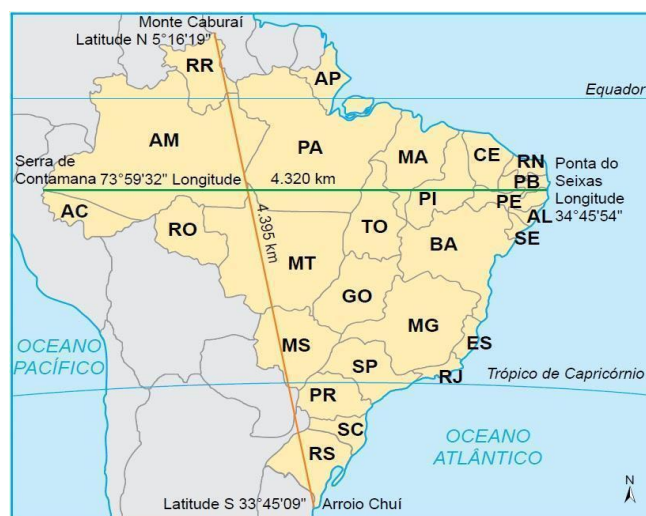 Monte Caburaí
Latitude N 5°16'19"
RR
AP
Equador
AM
PA
MA
CE
RN
Serra de
Contamana 73°59'32" Longitude
4.320 km
PB
Ponta do
Seixas
Longitude
34°45'54"
PI
PE
AL
AC
SE
RO
TO
BA
4.395 km
MT
GO
MG
OCEANO
PACÍFICO
MS
ES
SP
RJ
Trópico de Capricórnio
PR
SC
OCEANO
ATLÂNTICO
RS
N
Latitude S 33°45'09"
Arroio Chuí